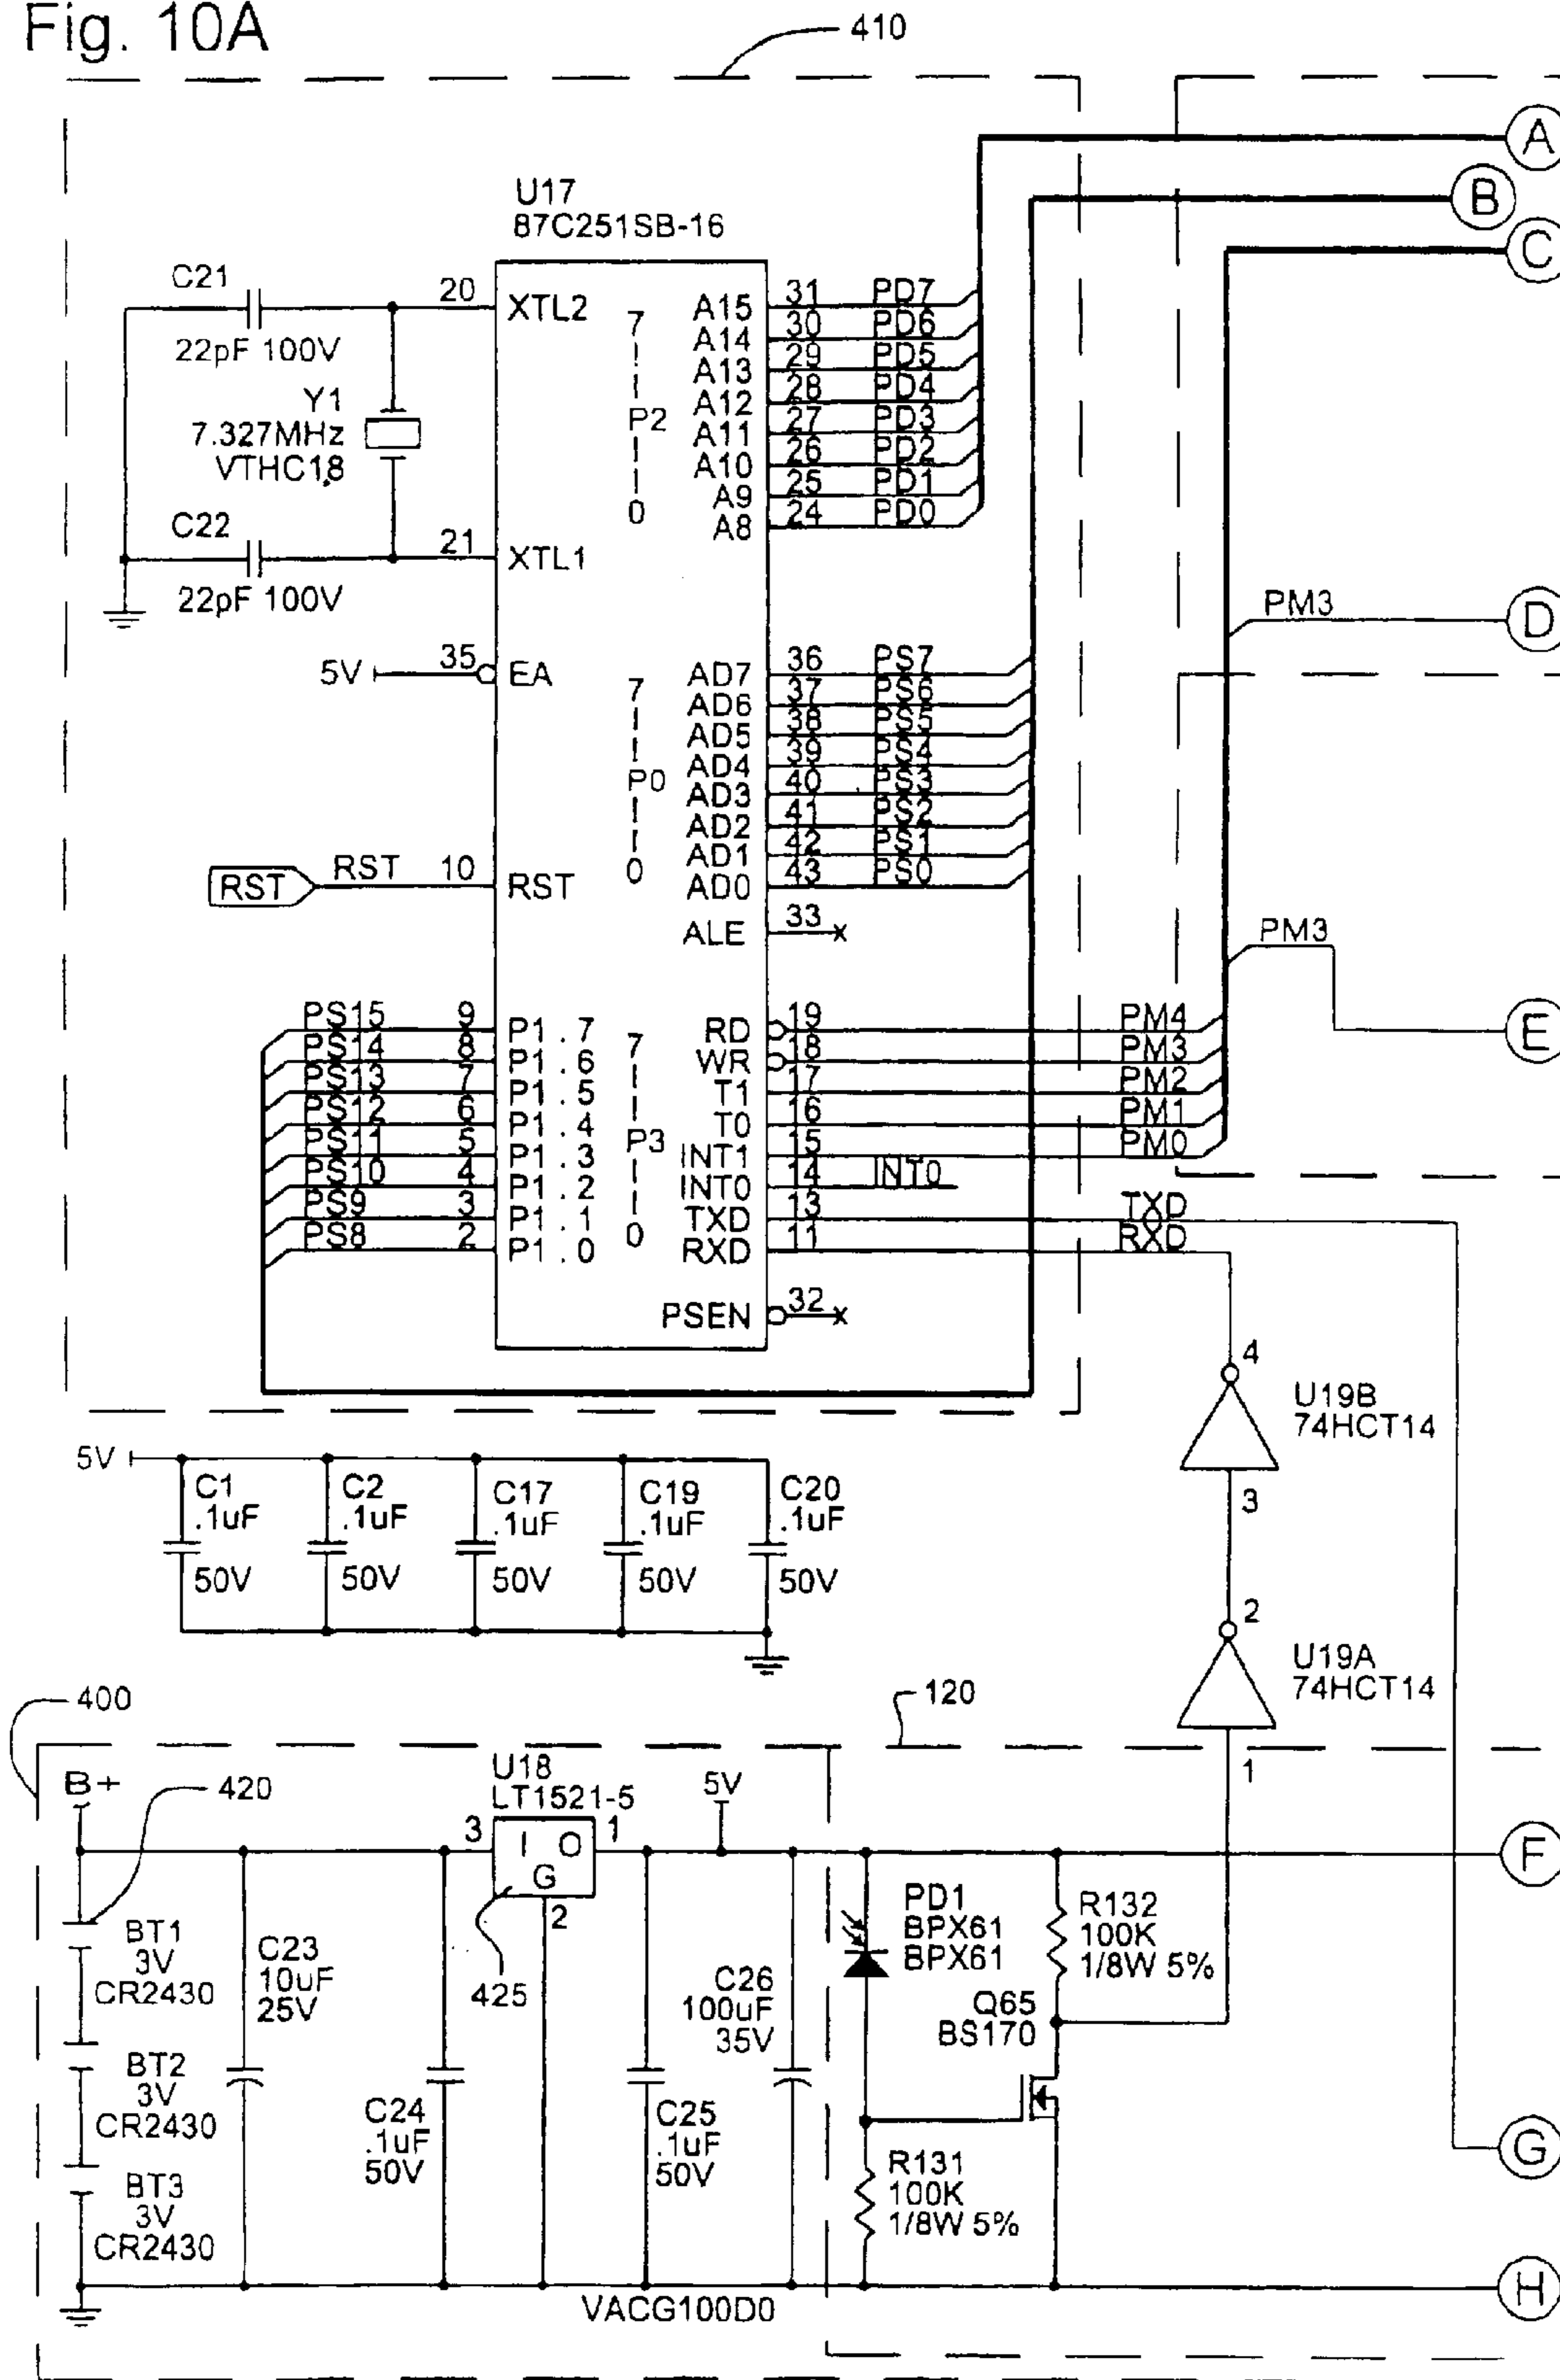 Fig. 10A
410
A
B
C
U17
87C251SB-16
C21
22pF 100V
Y1
7.327MHz
VTHC18
C22
22pF 100V
20 XTL2
21 XTL1
7
P2
0
A15 31 PD7
A14 30 PD6
A13 29 PD5
A12 28 PD4
A11 27 PD3
A10 26 PD2
A9 25 PD1
A8 24 PD0
PM3 D
5V 35 EA
7
P0
0
AD7 36 PS7
AD6 37 PS6
AD5 38 PS5
AD4 39 PS4
AD3 40 PS3
AD2 41 PS2
AD1 42 PS1
AD0 43 PS0
RST RST 10 RST
ALE 33
PM3
E
PS15 9 P1.7
PS14 8 P1.6
PS13 7 P1.5
PS12 6 P1.4
PS11 5 P1.3
PS10 4 P1.2
PS9 3 P1.1
PS8 2 P1.0
7
P3
0
RD 19 PM4
WR 18 PM3
T1 17 PM2
T0 16 PM1
INT1 15 PM0
INT0 14 INT0
TXD 13 TXD
RXD 11 RXD
PSEN 32
4
U19B
74HCT14
3
5V
C1
.1uF
50V
C2
.1uF
50V
C17
.1uF
50V
C19
.1uF
50V
C20
.1uF
50V
2
U19A
74HCT14
1
400
120
B+
420
U18
LT1521-5
3 I O 1
G
2
425
5V
F
BT1
3V
CR2430
BT2
3V
CR2430
BT3
3V
CR2430
C23
10uF
25V
C24
.1uF
50V
C25
.1uF
50V
C26
100uF
35V
PD1
BPX61
BPX61
R132
100K
1/8W 5%
Q65
BS170
R131
100K
1/8W 5%
G
H
VACG100D0